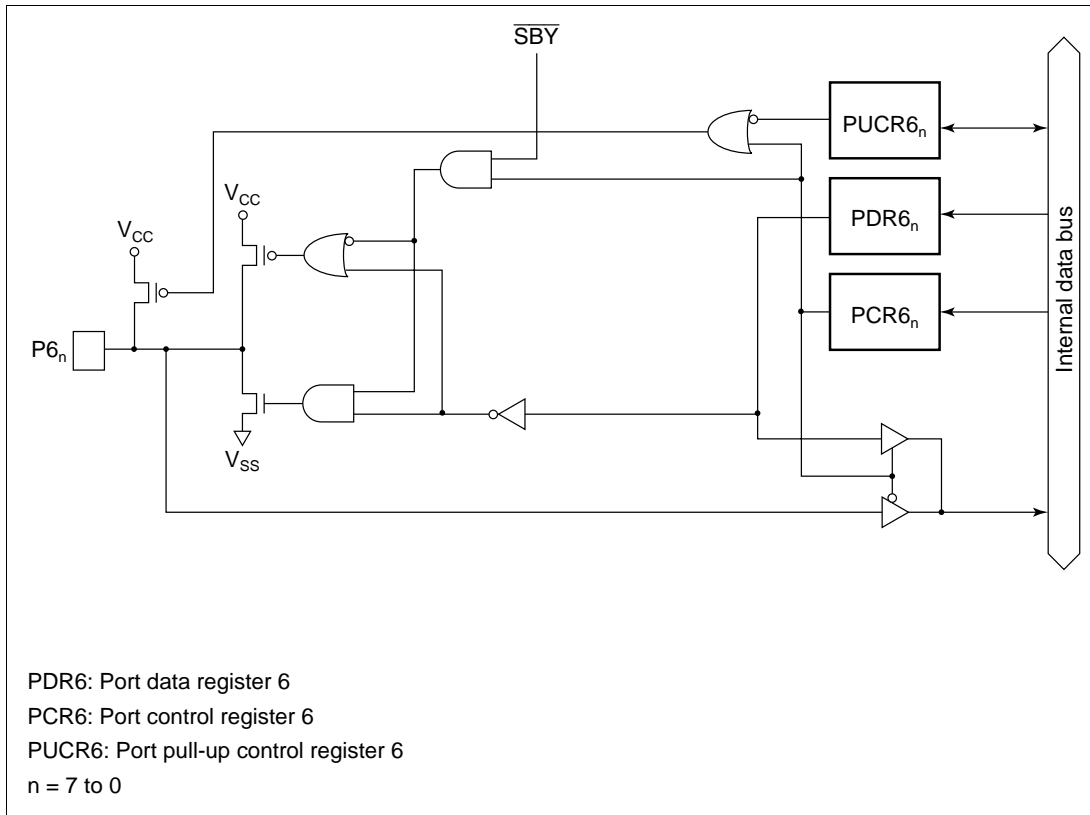 SBY
PUCR6n
VCC
PDR6n
VCC
PCR6n
Internal data bus
P6n
VSS
PDR6: Port data register 6
PCR6: Port control register 6
PUCR6: Port pull-up control register 6
n = 7 to 0